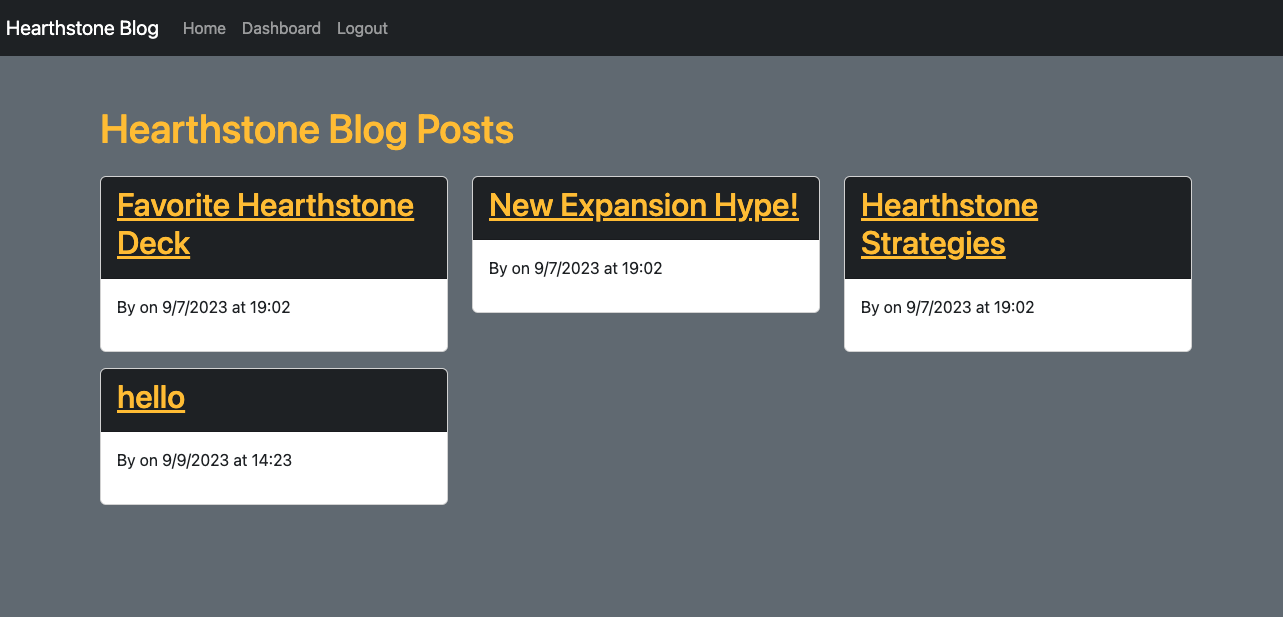 Hearthstone Blog Home Dashboard Logout
Hearthstone Blog Posts
Favorite Hearthstone
Deck
By on 9/7/2023 at 19:02
New Expansion Hype!
By on 9/7/2023 at 19:02
Hearthstone
Strategies
By on 9/7/2023 at 19:02
hello
By on 9/9/2023 at 14:23